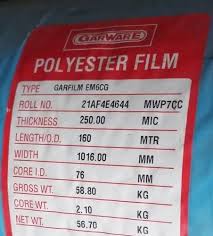 GARWARE
POLYESTER FILM
TYPE GARFILM EM6CG
ROLL NO. 21AF4E4644 MWP7CC
THICKNESS 250.00 MIC
LENGTH/O.D. 160 MTR
WIDTH 1016.00 MM
CORE I.D. 76 MM
GROSS WT. 58.80 KG
CORE WT. 2.10 KG
NET WT. 56.70 KG